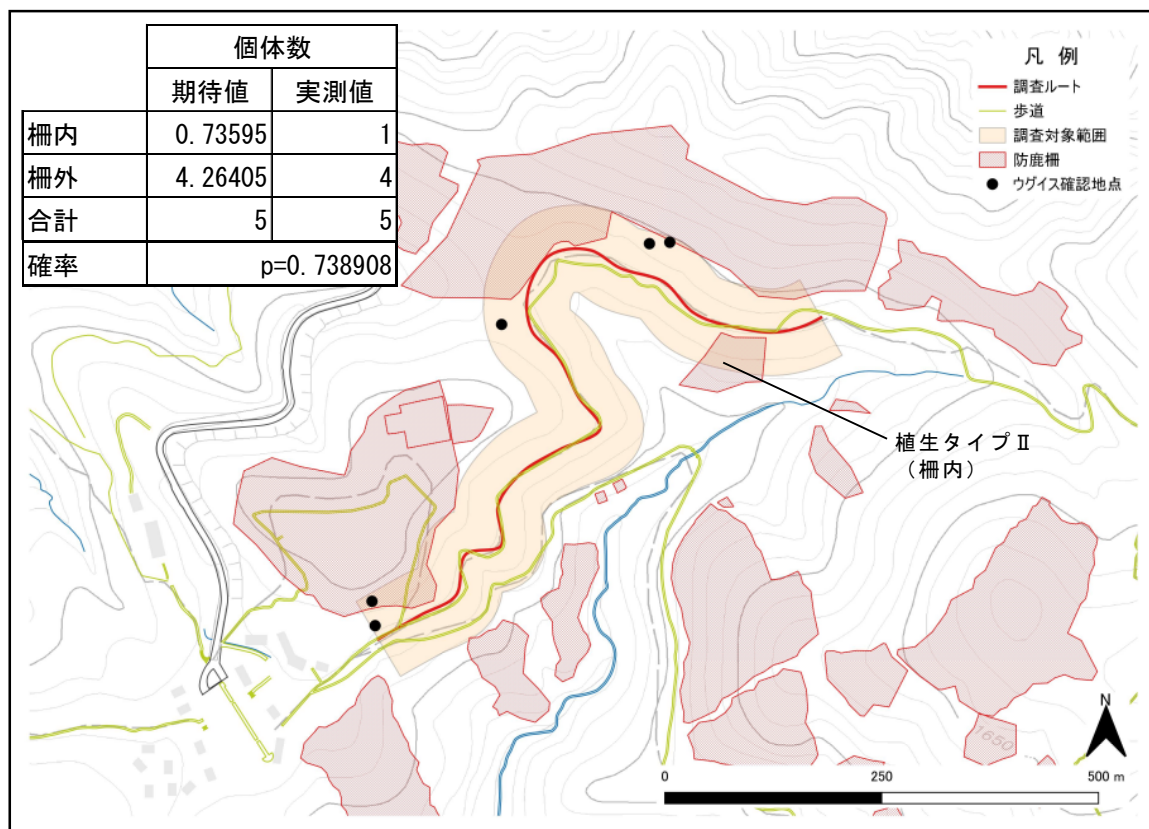 個体数
期待値 実測値
柵内 0.73595 1
柵外 4.26405 4
合計 5 5
確率 p=0.738908
凡 例
調査ルート
歩道
調査対象範囲
防鹿柵
ウグイス確認地点
植生タイプⅡ
（柵内）
1650
N
0 250 500 m